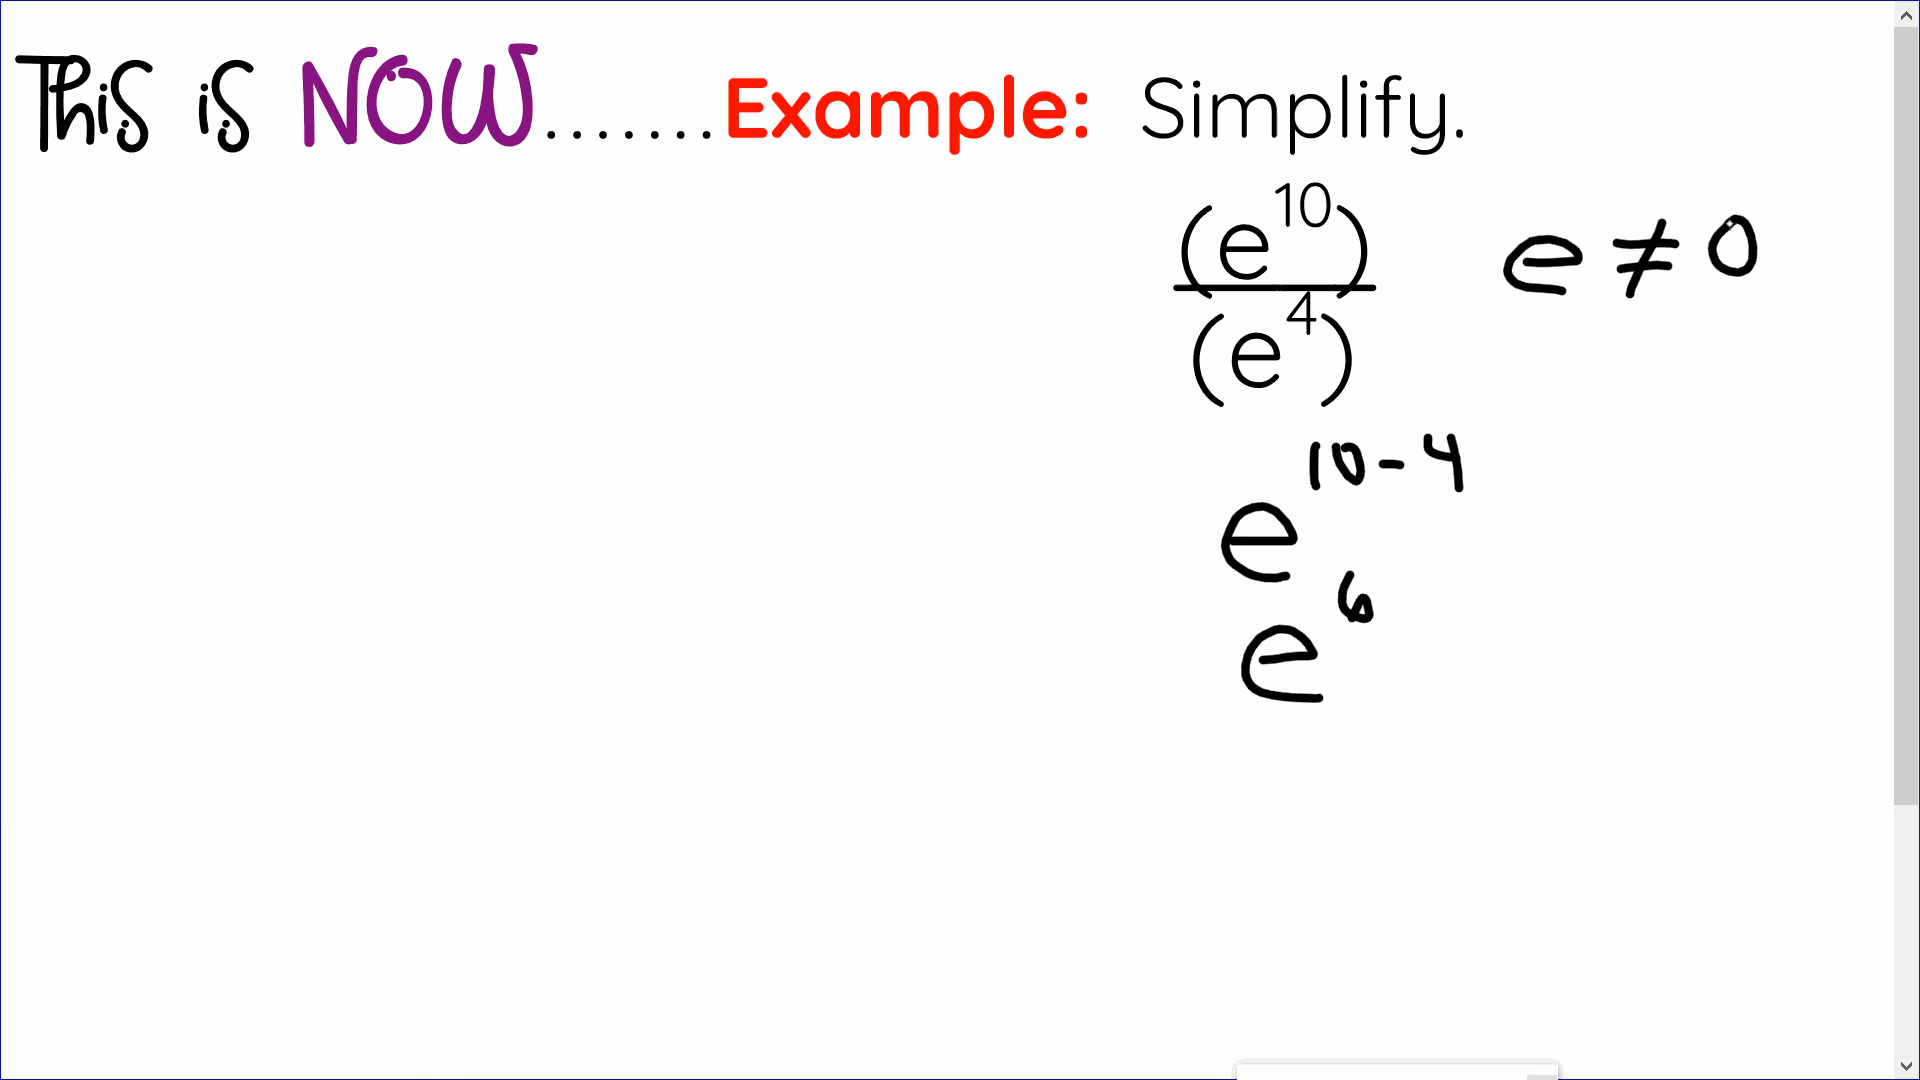 This is NOW.......Example: Simplify.
(e^10)
e ≠ 0
(e^4)
e^10-4
e^6